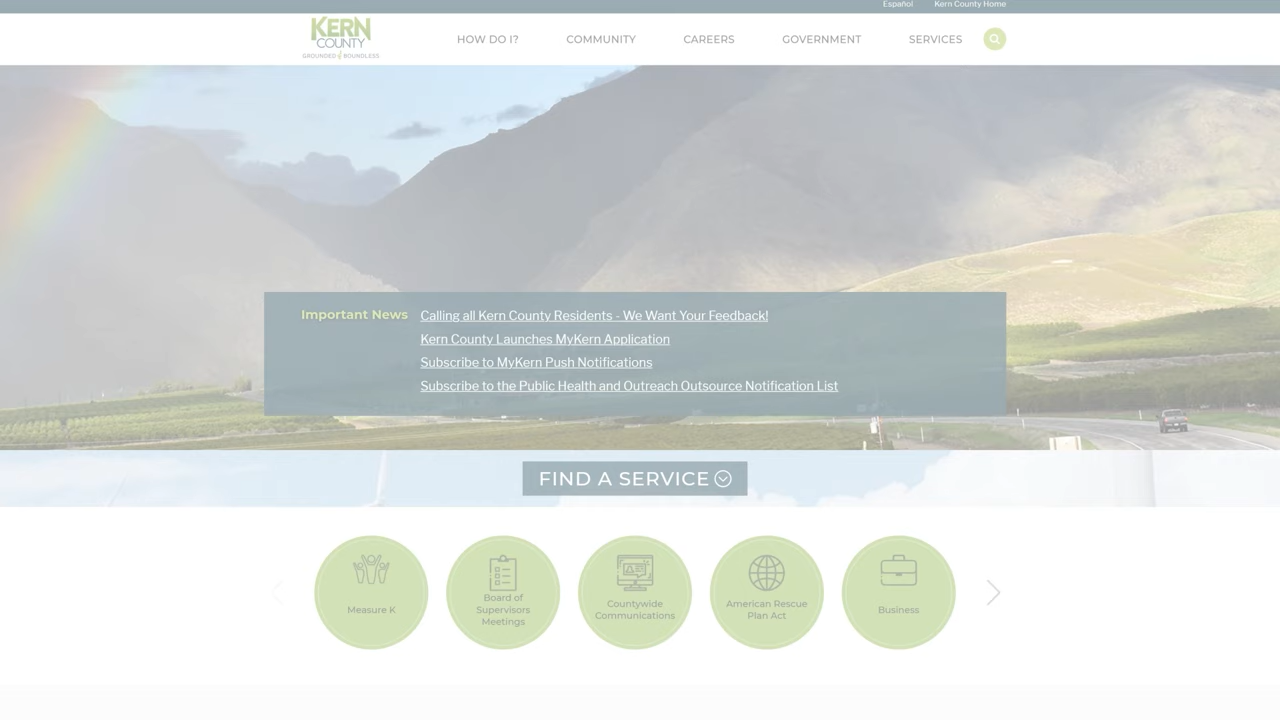 Español Kern County Home
KERN
COUNTY
GROUNDED BOUNDLESS
HOW DO I? COMMUNITY CAREERS GOVERNMENT SERVICES
Important News
Calling all Kern County Residents - We Want Your Feedback!
Kern County Launches MyKern Application
Subscribe to MyKern Push Notifications
Subscribe to the Public Health and Outreach Outsource Notification List
FIND A SERVICE
Measure K
Board of
Supervisors
Meetings
Countywide
Communications
American Rescue
Plan Act
Business